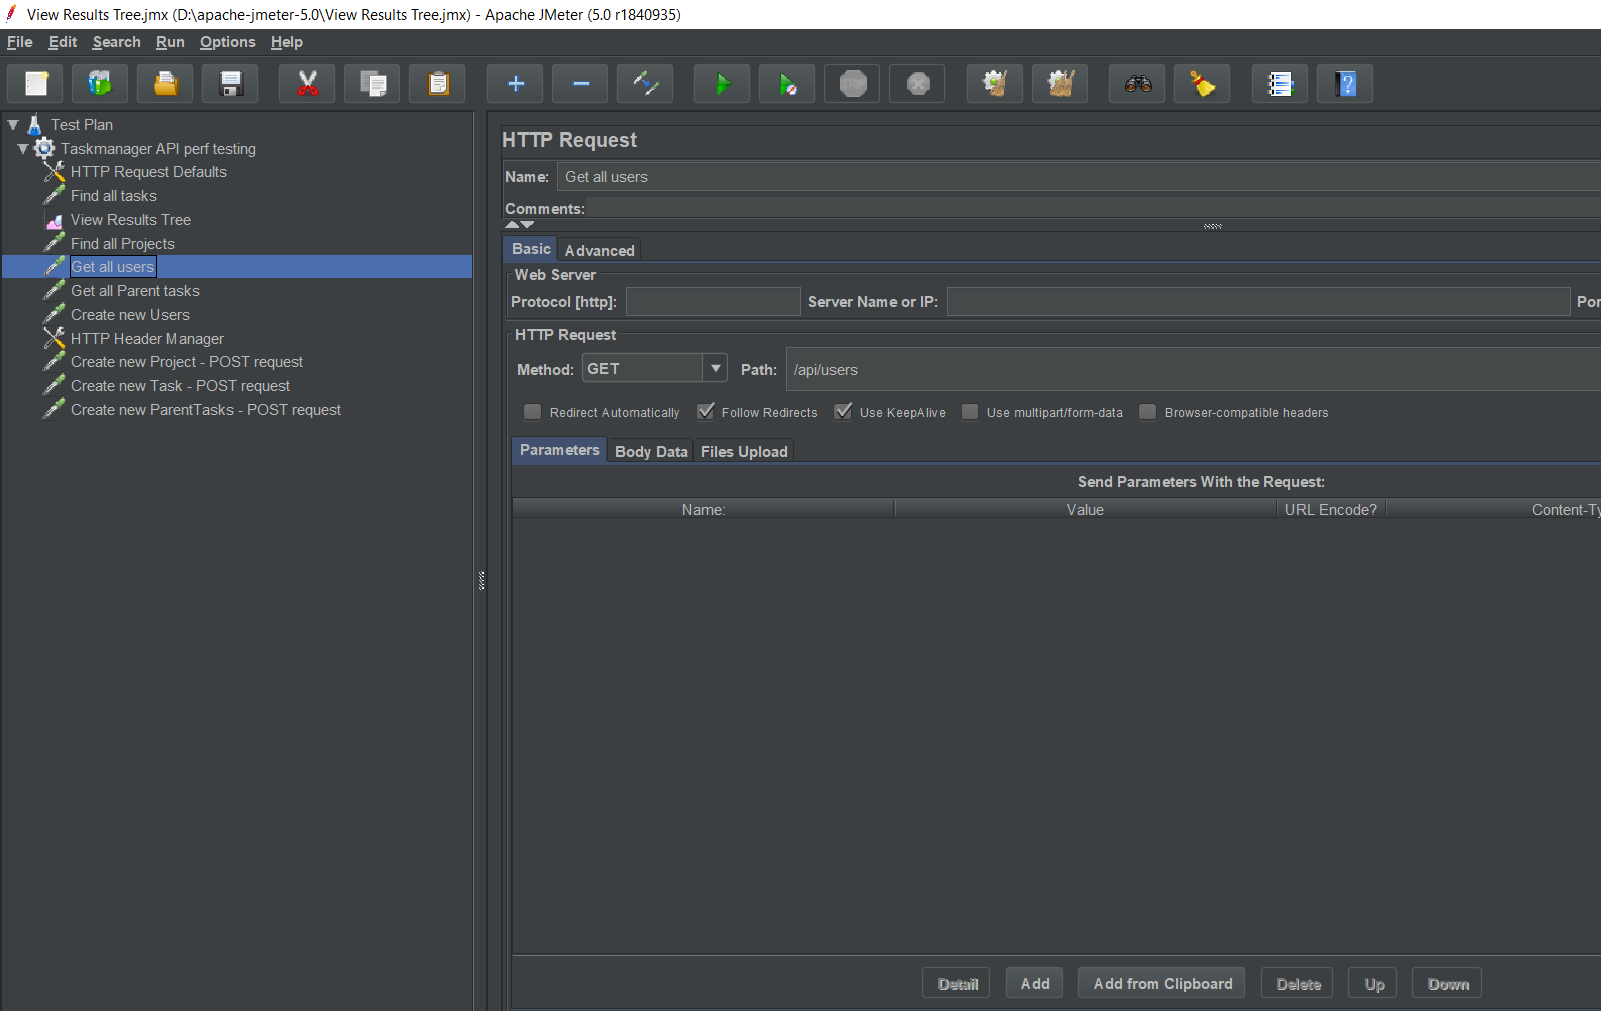 View Results Tree.jmx (D:\apache-jmeter-5.0\View Results Tree.jmx) - Apache JMeter (5.0 r1840935)
File Edit Search Run Options Help
STOP
Test Plan
Taskmanager API perf testing
HTTP Request Defaults
Find all tasks
View Results Tree
Find all Projects
Get all users
Get all Parent tasks
Create new Users
HTTP Header Manager
Create new Project - POST request
Create new Task - POST request
Create new ParentTasks - POST request
HTTP Request
Name: Get all users
Comments:
Basic Advanced
Web Server
Protocol [http]: Server Name or IP: Por
HTTP Request
Method: GET Path: /api/users
Redirect Automatically Follow Redirects Use KeepAlive Use multipart/form-data Browser-compatible headers
Parameters Body Data Files Upload
Send Parameters With the Request:
Name: Value URL Encode? Content-Ty
Detail Add Add from Clipboard Delete Up Down